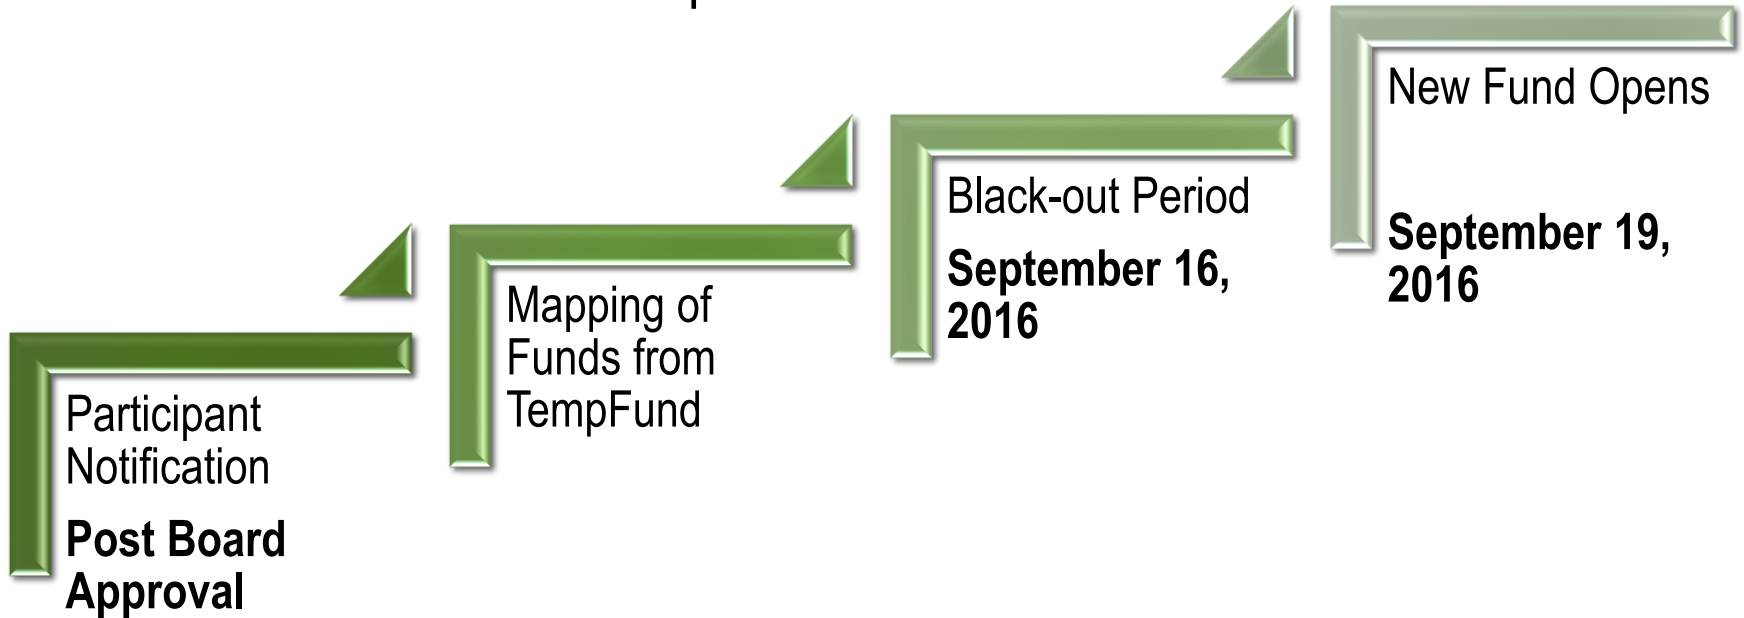 Participant
Notification
Post Board
Approval
Mapping of
Funds from
TempFund
Black-out Period
September 16,
2016
New Fund Opens
September 19,
2016